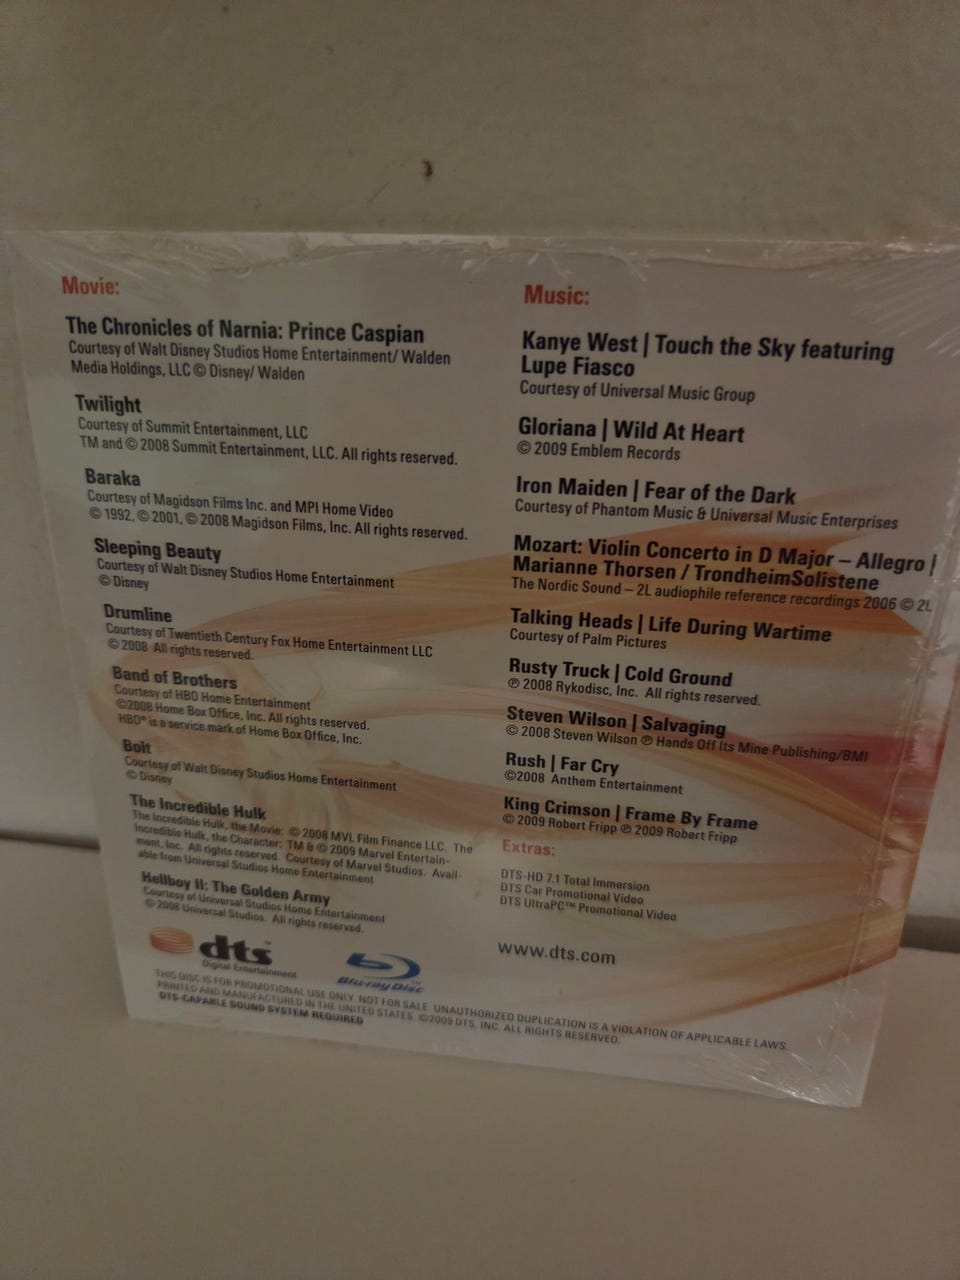 Movie:
The Chronicles of Narnia: Prince Caspian
Courtesy of Walt Disney Studios Home Entertainment/ Walden
Media Holdings, LLC © Disney/ Walden
Twilight
Courtesy of Summit Entertainment, LLC
TM and © 2008 Summit Entertainment, LLC. All rights reserved.
Baraka
Courtesy of Magidson Films Inc. and MPI Home Video
© 1992, © 2001, © 2008 Magidson Films, Inc. All rights reserved.
Sleeping Beauty
Courtesy of Walt Disney Studios Home Entertainment
© Disney
Drumline
Courtesy of Twentieth Century Fox Home Entertainment LLC
© 2008 All rights reserved.
Band of Brothers
Courtesy of HBO Home Entertainment
©2008 Home Box Office, Inc. All rights reserved.
HBO® is a service mark of Home Box Office, Inc.
Bolt
Courtesy of Walt Disney Studios Home Entertainment
© Disney
The Incredible Hulk
The Incredible Hulk, the Movie: © 2008 MVL Film Finance LLC. The
Incredible Hulk, the Character: TM & © 2009 Marvel Entertain-
ment, Inc. All rights reserved. Courtesy of Marvel Studios. Avail-
able from Universal Studios Home Entertainment
Hellboy II: The Golden Army
Courtesy of Universal Studios Home Entertainment
© 2008 Universal Studios. All rights reserved.
Music:
Kanye West | Touch the Sky featuring
Lupe Fiasco
Courtesy of Universal Music Group
Gloriana | Wild At Heart
© 2009 Emblem Records
Iron Maiden | Fear of the Dark
Courtesy of Phantom Music & Universal Music Enterprises
Mozart: Violin Concerto in D Major – Allegro |
Marianne Thorsen / TrondheimSolistene
The Nordic Sound – 2L audiophile reference recordings 2006 © 2L
Talking Heads | Life During Wartime
Courtesy of Palm Pictures
Rusty Truck | Cold Ground
℗ 2008 Rykodisc, Inc. All rights reserved.
Steven Wilson | Salvaging
© 2008 Steven Wilson ℗ Hands Off Its Mine Publishing/BMI
Rush | Far Cry
©2008 Anthem Entertainment
King Crimson | Frame By Frame
© 2009 Robert Fripp ℗ 2009 Robert Fripp
Extras:
DTS-HD 7.1 Total Immersion
DTS Car Promotional Video
DTS UltraPC™ Promotional Video
www.dts.com
dts™
Digital Entertainment
Blu-ray Disc™
THIS DISC IS FOR PROMOTIONAL USE ONLY. NOT FOR SALE. UNAUTHORIZED DUPLICATION IS A VIOLATION OF APPLICABLE LAWS.
PRINTED AND MANUFACTURED IN THE UNITED STATES. ©2009 DTS, INC. ALL RIGHTS RESERVED.
DTS-CAPABLE SOUND SYSTEM REQUIRED